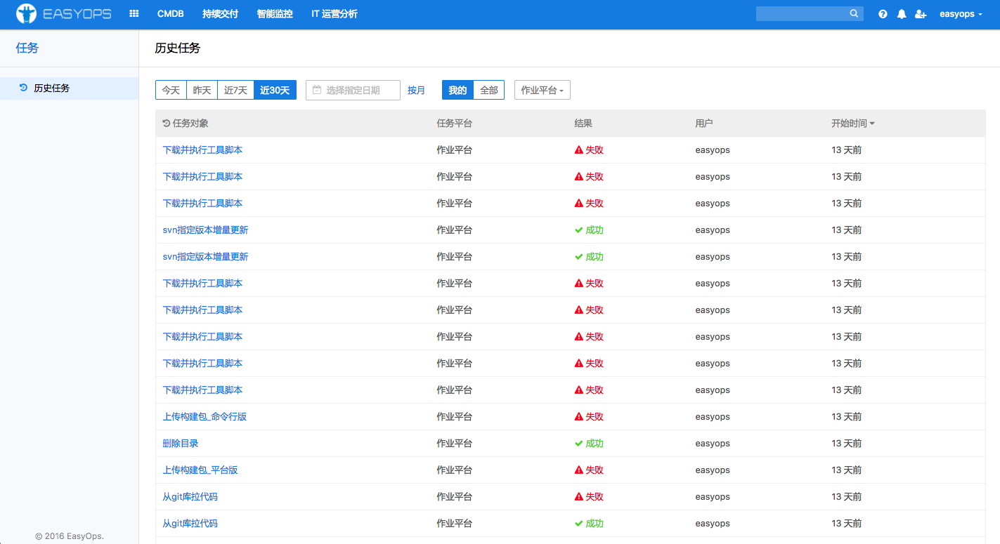 EASYOPS CMDB 持续交付 智能监控 IT 运营分析 easyops
任务
历史任务
历史任务
今天 昨天 近7天 近30天 选择指定日期 按月 我的 全部 作业平台
任务对象 任务平台 结果 用户 开始时间
下载并执行工具脚本 作业平台 失败 easyops 13 天前
下载并执行工具脚本 作业平台 失败 easyops 13 天前
下载并执行工具脚本 作业平台 失败 easyops 13 天前
svn指定版本增量更新 作业平台 成功 easyops 13 天前
svn指定版本增量更新 作业平台 成功 easyops 13 天前
下载并执行工具脚本 作业平台 失败 easyops 13 天前
下载并执行工具脚本 作业平台 失败 easyops 13 天前
下载并执行工具脚本 作业平台 失败 easyops 13 天前
下载并执行工具脚本 作业平台 失败 easyops 13 天前
下载并执行工具脚本 作业平台 失败 easyops 13 天前
上传构建包_命令行版 作业平台 失败 easyops 13 天前
删除目录 作业平台 成功 easyops 13 天前
上传构建包_平台版 作业平台 失败 easyops 13 天前
从git库拉代码 作业平台 失败 easyops 13 天前
从git库拉代码 作业平台 成功 easyops 13 天前
© 2016 EasyOps.